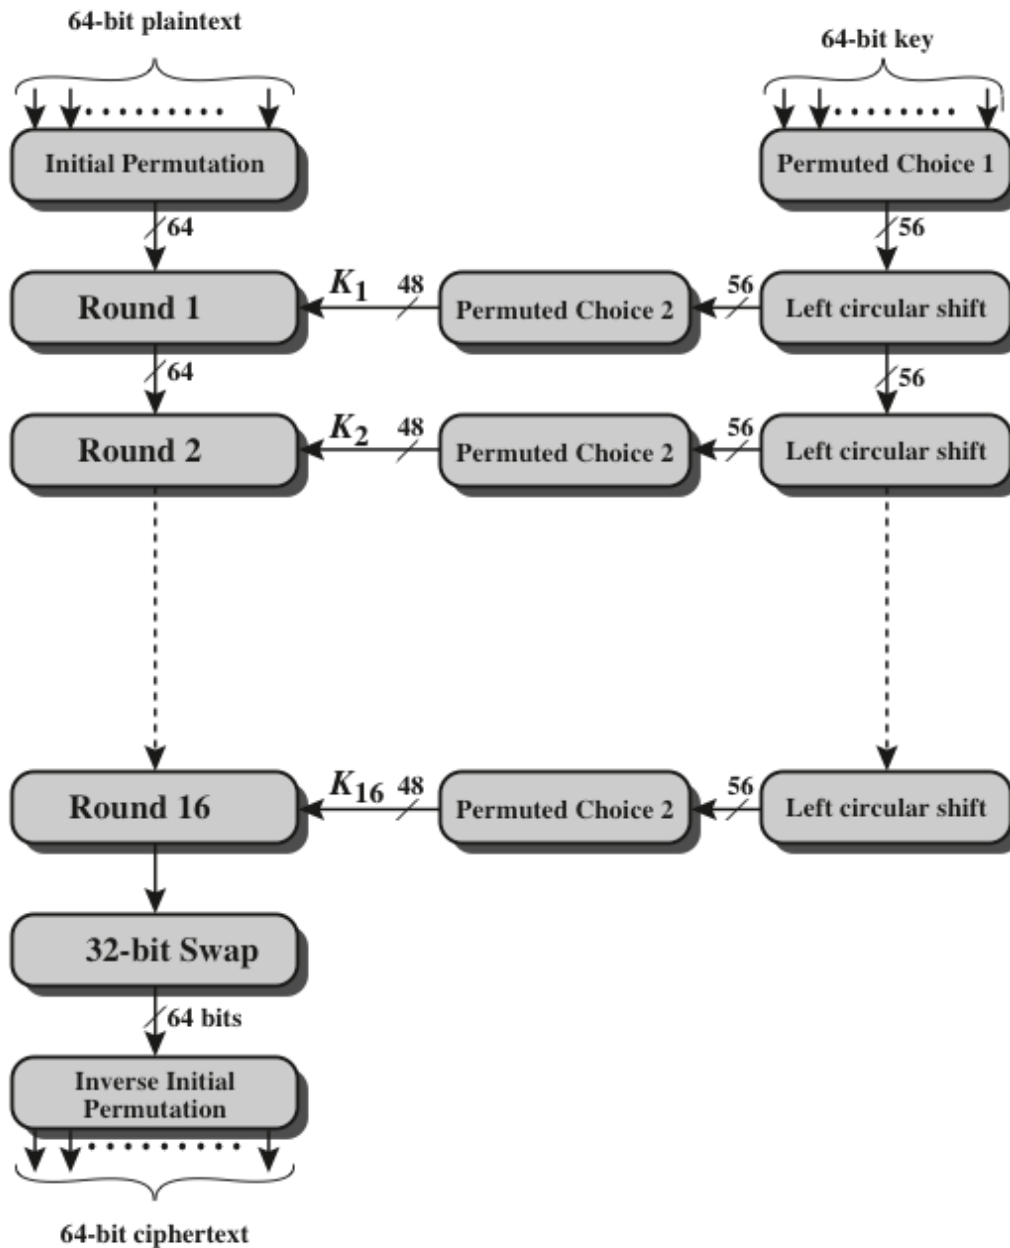 64-bit plaintext
64-bit key
Initial Permutation
Permuted Choice 1
64
56
Round 1
K1
48
Permuted Choice 2
56
Left circular shift
64
56
Round 2
K2
48
Permuted Choice 2
56
Left circular shift
Round 16
K16
48
Permuted Choice 2
56
Left circular shift
32-bit Swap
64 bits
Inverse Initial
Permutation
64-bit ciphertext